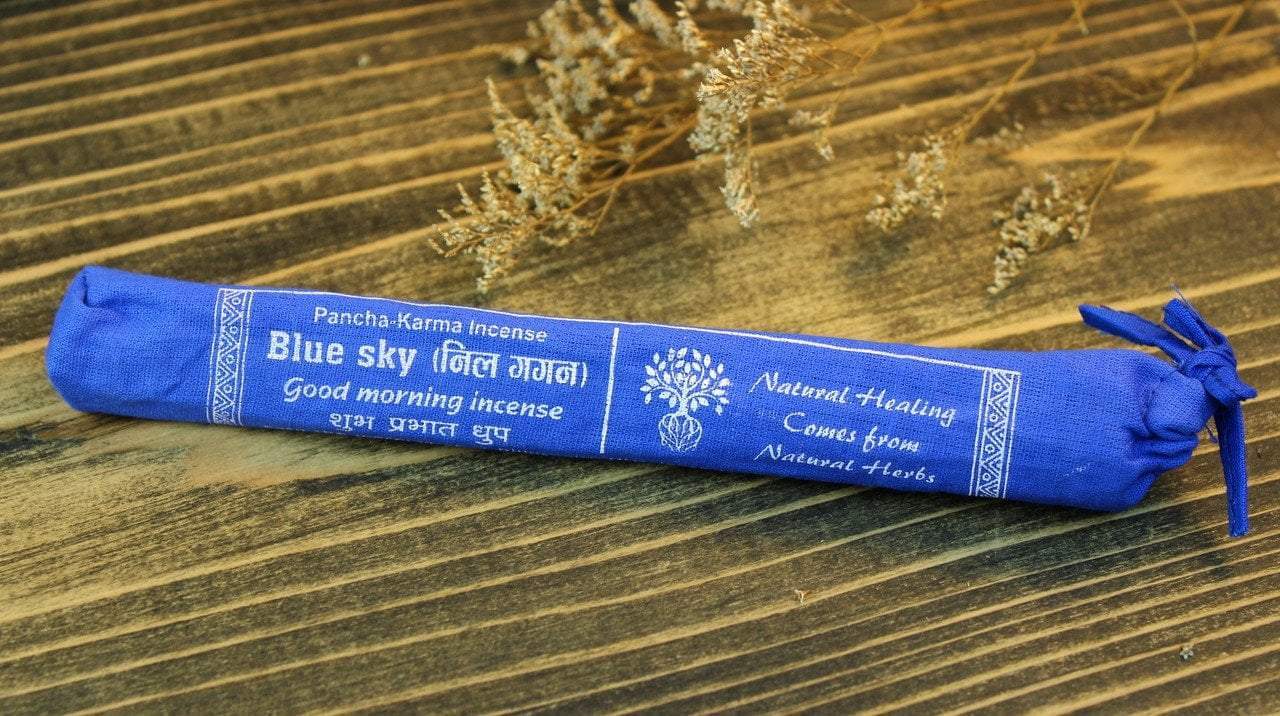 Pancha-Karma Incense
Blue sky (निल गगन)
Good morning incense
शुभ प्रभात धुप
Natural Healing
Comes from
Natural Herbs